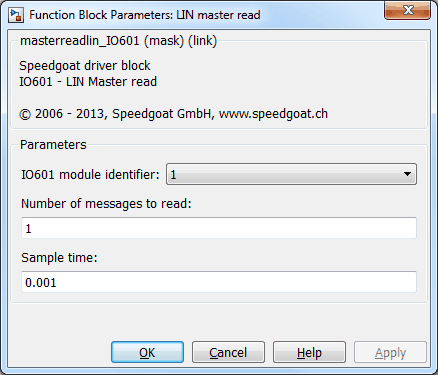 Function Block Parameters: LIN master read
masterreadlin_IO601 (mask) (link)
Speedgoat driver block
IO601 - LIN Master read
© 2006 - 2013, Speedgoat GmbH, www.speedgoat.ch
Parameters
IO601 module identifier: 1
Number of messages to read:
1
Sample time:
0.001
OK Cancel Help Apply